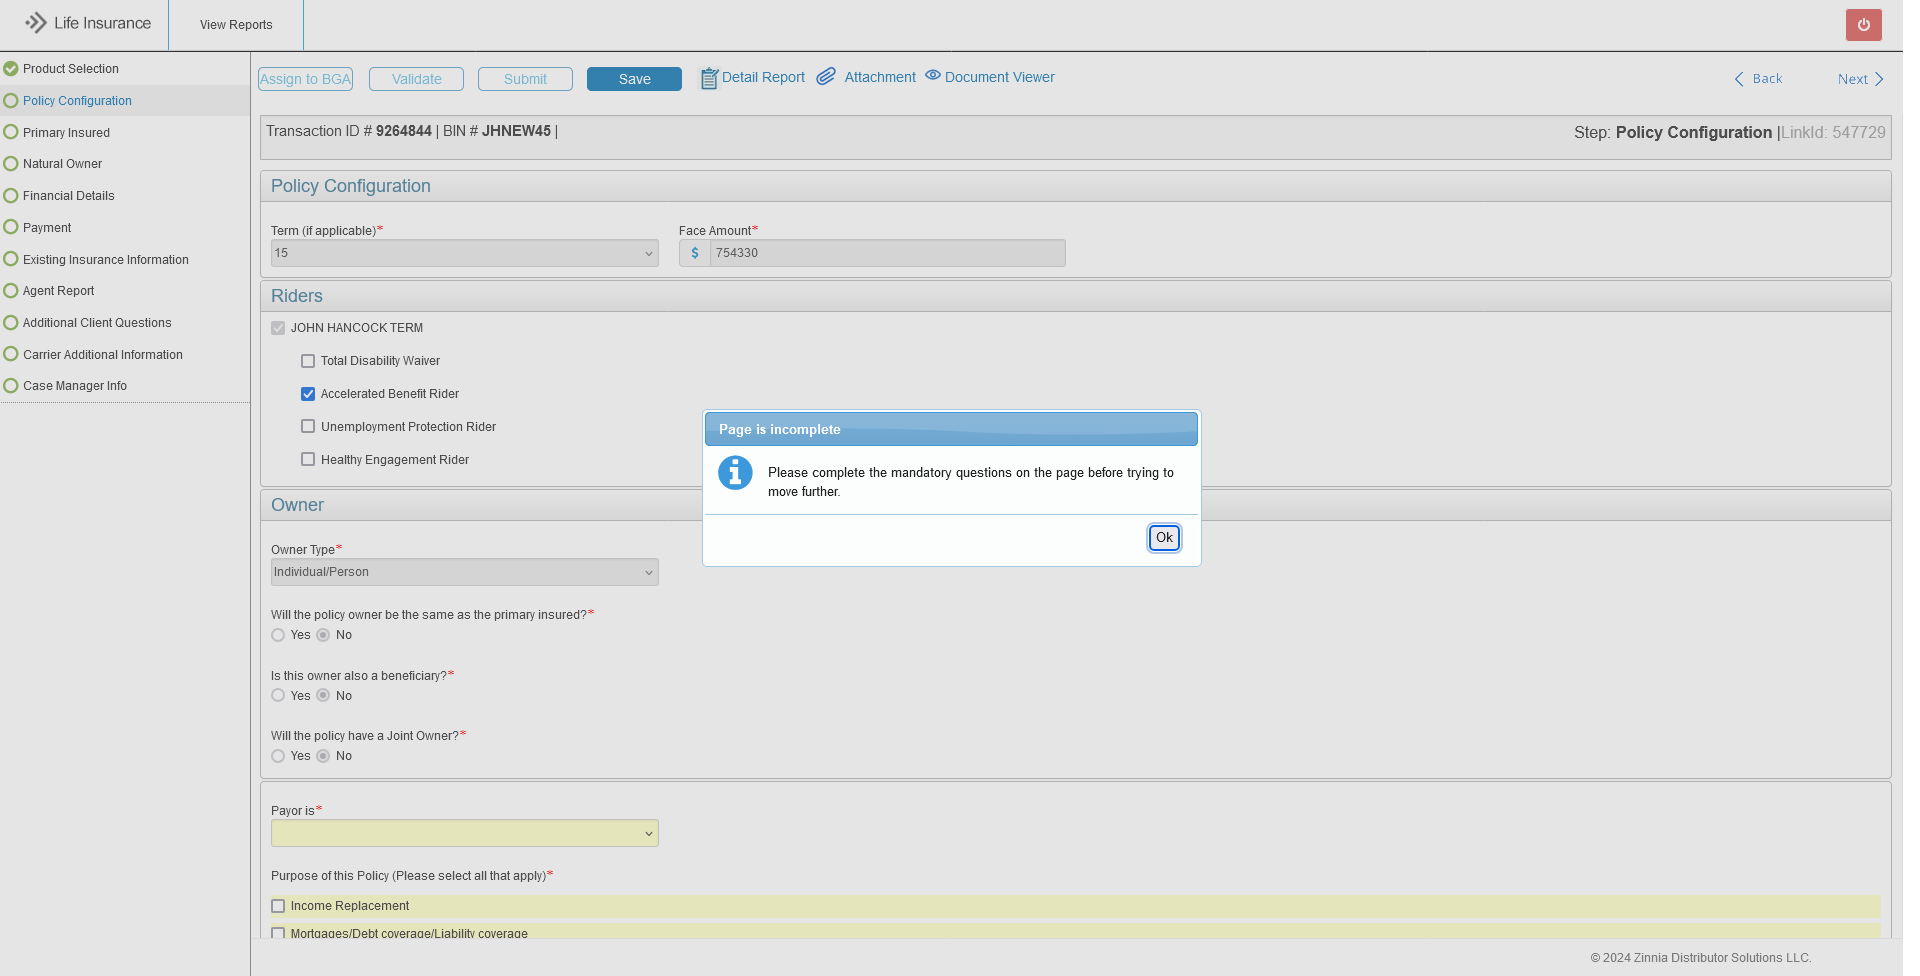 Life Insurance
View Reports
Product Selection
Policy Configuration
Primary Insured
Natural Owner
Financial Details
Payment
Existing Insurance Information
Agent Report
Additional Client Questions
Carrier Additional Information
Case Manager Info
Assign to BGA
Validate
Submit
Save
Detail Report
Attachment
Document Viewer
Back
Next
Transaction ID # 9264844 | BIN # JHNEW45 |
Step: Policy Configuration |LinkId: 547729
Policy Configuration
Term (if applicable)*
15
Face Amount*
$ 754330
Riders
JOHN HANCOCK TERM
Total Disability Waiver
Accelerated Benefit Rider
Unemployment Protection Rider
Healthy Engagement Rider
Page is incomplete
Please complete the mandatory questions on the page before trying to
move further.
Ok
Owner
Owner Type*
Individual/Person
Will the policy owner be the same as the primary insured?*
Yes No
Is this owner also a beneficiary?*
Yes No
Will the policy have a Joint Owner?*
Yes No
Payor is*
Purpose of this Policy (Please select all that apply)*
Income Replacement
Mortgages/Debt coverage/Liability coverage
© 2024 Zinnia Distributor Solutions LLC.